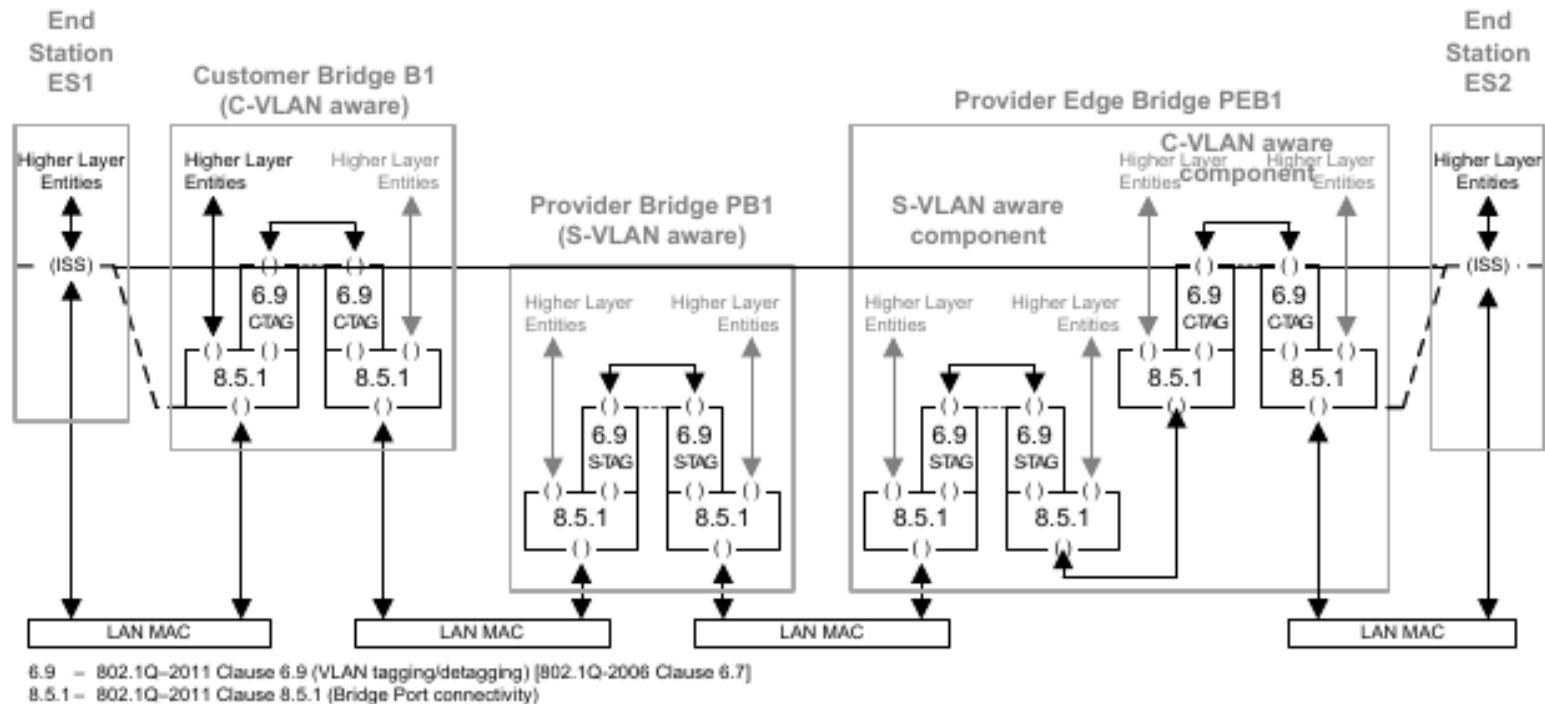 End
Station
ES1
Customer Bridge B1
(C-VLAN aware)
Provider Edge Bridge PEB1
End
Station
ES2
Higher Layer
Entities
Higher Layer
Entities
Higher Layer
Entities
Provider Bridge PB1
(S-VLAN aware)
S-VLAN aware
component
C-VLAN aware
component
Higher Layer
Entities
Higher Layer
Entities
Higher Layer
Entities
(ISS)
( )
( )
( )
( )
(ISS)
6.9
C-TAG
6.9
C-TAG
Higher Layer
Entities
Higher Layer
Entities
Higher Layer
Entities
Higher Layer
Entities
6.9
C-TAG
6.9
C-TAG
( )
( )
( )
( )
( )
( )
( )
( )
8.5.1
8.5.1
8.5.1
8.5.1
( )
( )
( )
( )
( )
( )
( )
( )
6.9
S-TAG
6.9
S-TAG
6.9
S-TAG
6.9
S-TAG
( )
( )
( )
( )
( )
( )
( )
( )
8.5.1
8.5.1
8.5.1
8.5.1
( )
( )
( )
( )
LAN MAC
LAN MAC
LAN MAC
LAN MAC
6.9 – 802.1Q–2011 Clause 6.9 (VLAN tagging/detagging) [802.1Q-2006 Clause 6.7]
8.5.1 – 802.1Q–2011 Clause 8.5.1 (Bridge Port connectivity)